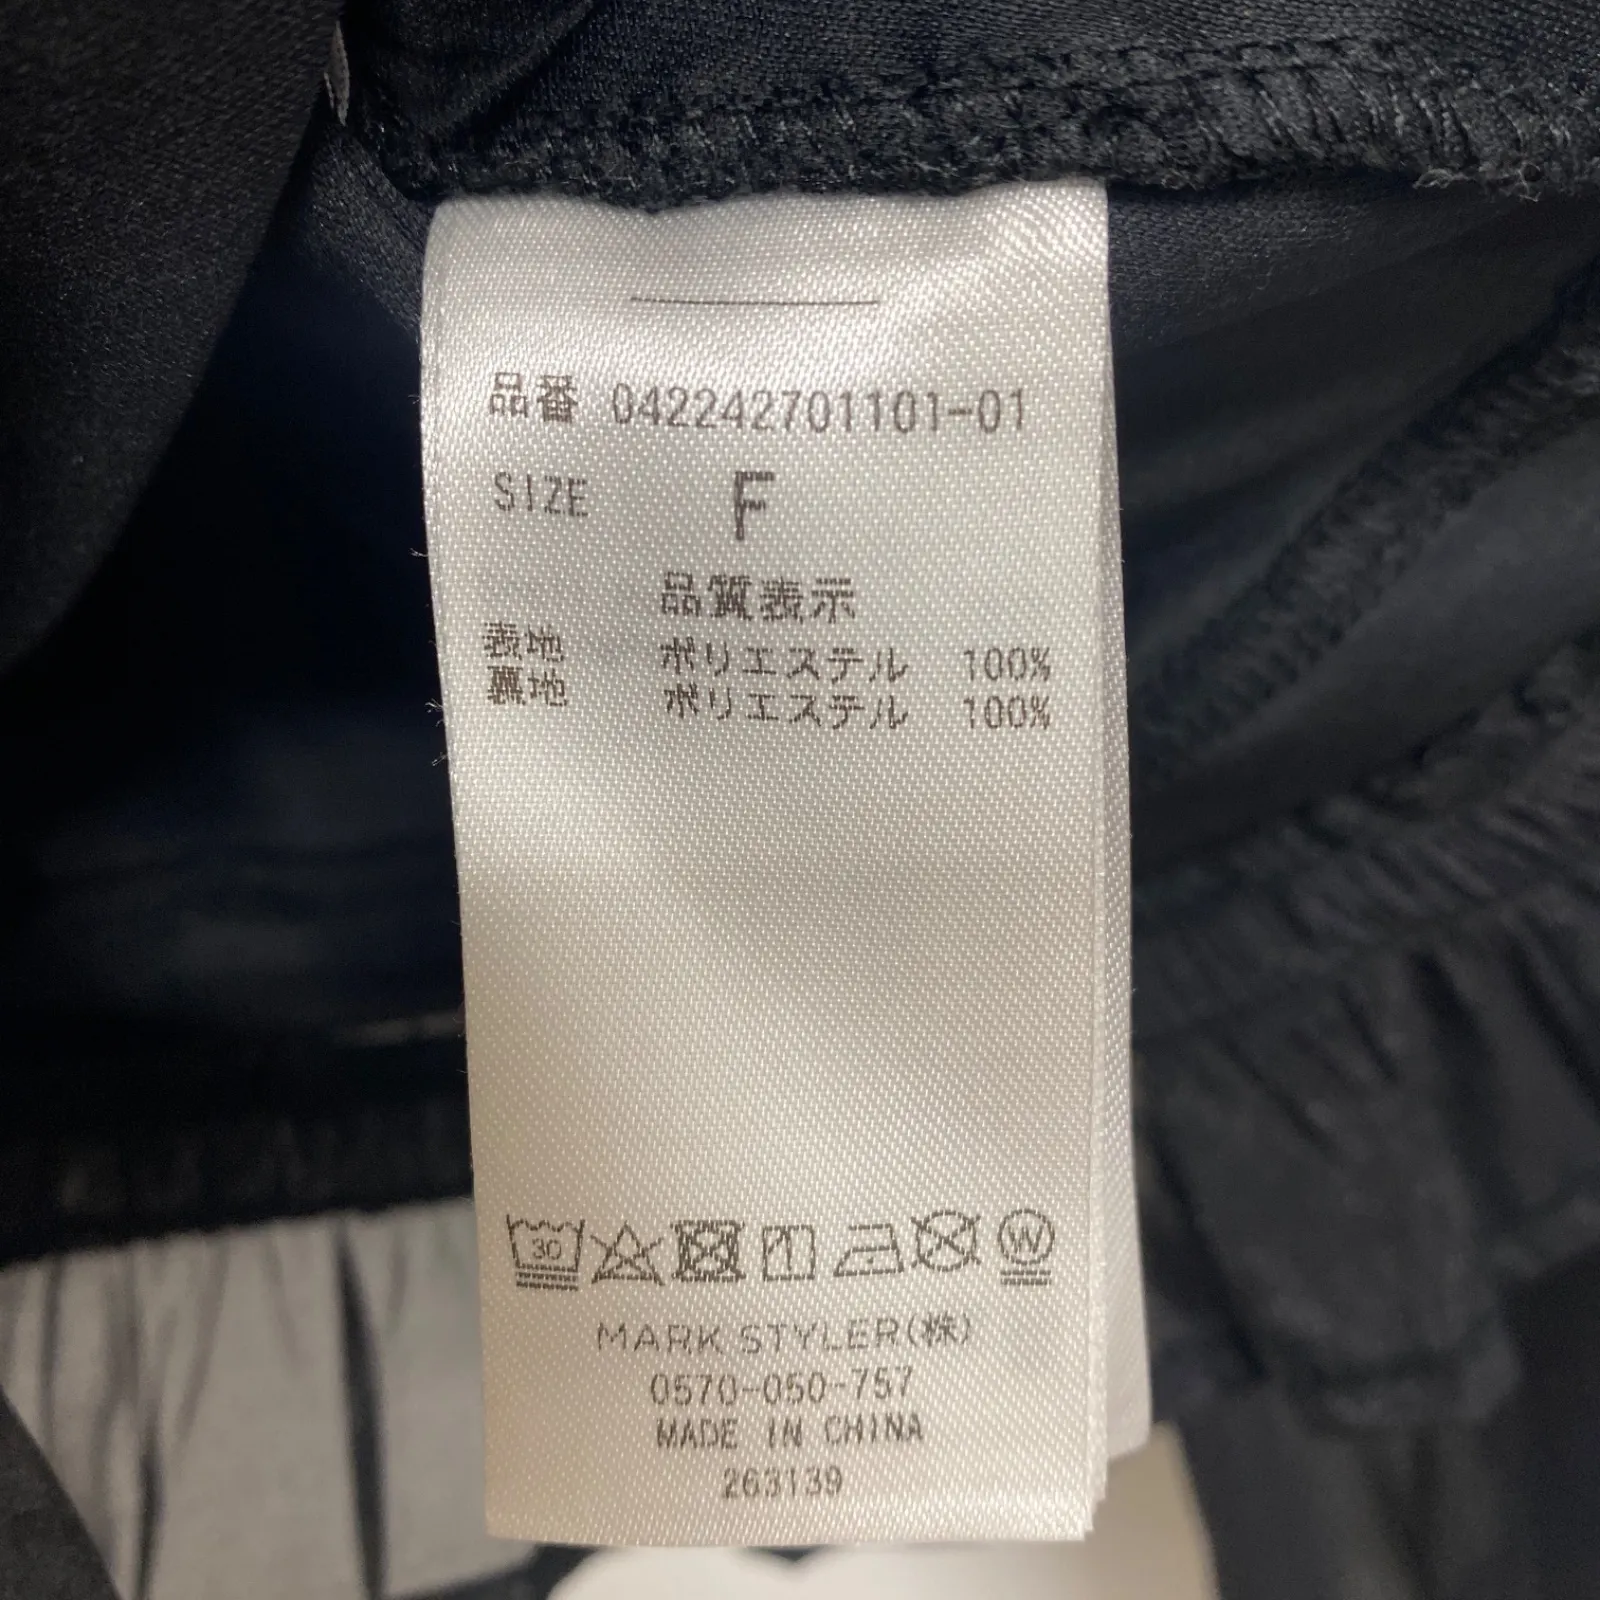 品番 042242701101-01
SIZE F
品質表示
表地 ポリエステル 100%
裏地 ポリエステル 100%
30
W
MARK STYLER(株)
0570-050-757
MADE IN CHINA
263139